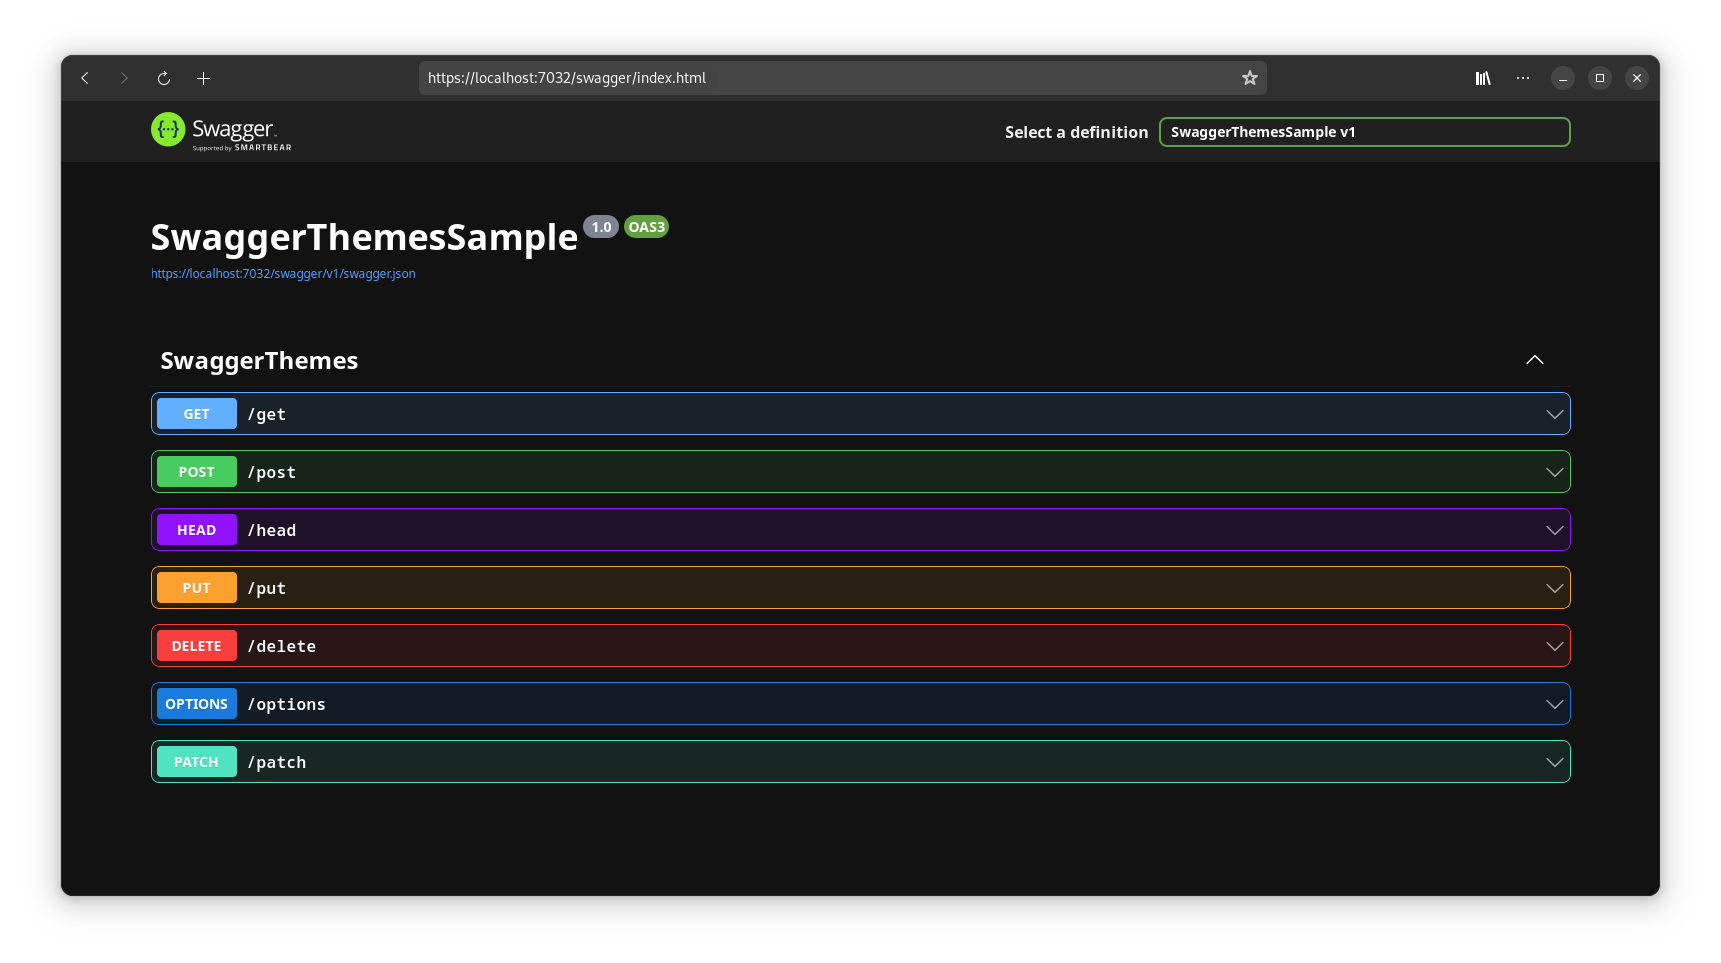 https://localhost:7032/swagger/index.html
Swagger.
Supported by SMARTBEAR
Select a definition
SwaggerThemesSample v1
SwaggerThemesSample 1.0 OAS3
https://localhost:7032/swagger/v1/swagger.json
SwaggerThemes
GET /get
POST /post
HEAD /head
PUT /put
DELETE /delete
OPTIONS /options
PATCH /patch